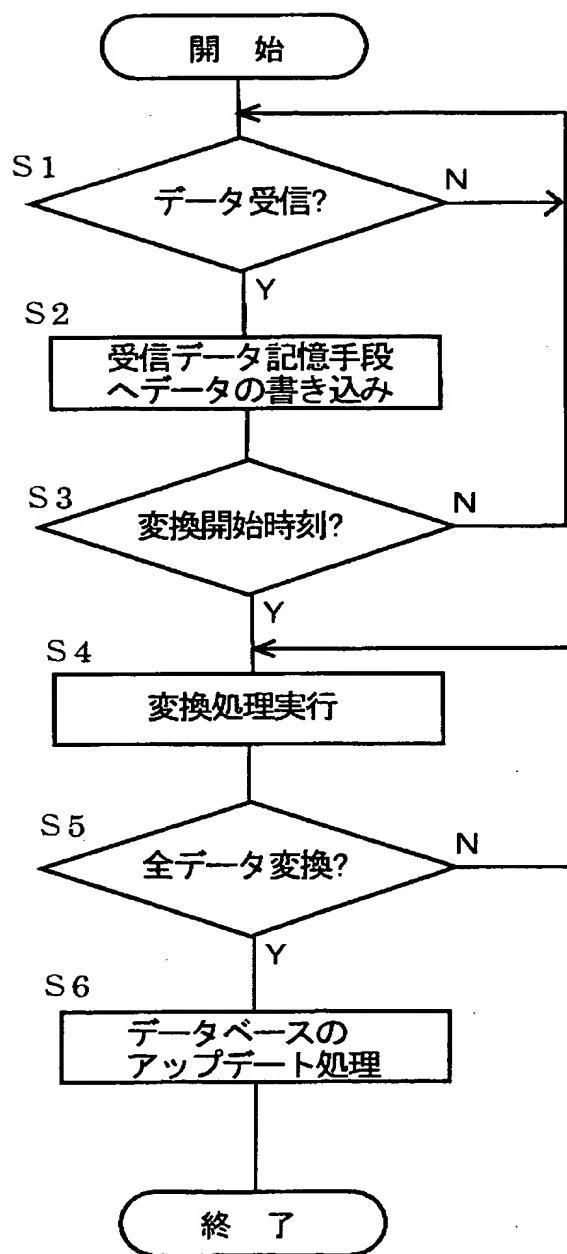 開 始
S1
データ受信?
N
Y
S2
受信データ記憶手段
へデータの書き込み
S3
変換開始時刻?
N
Y
S4
変換処理実行
S5
全データ変換?
N
Y
S6
データベースの
アップデート処理
終 了